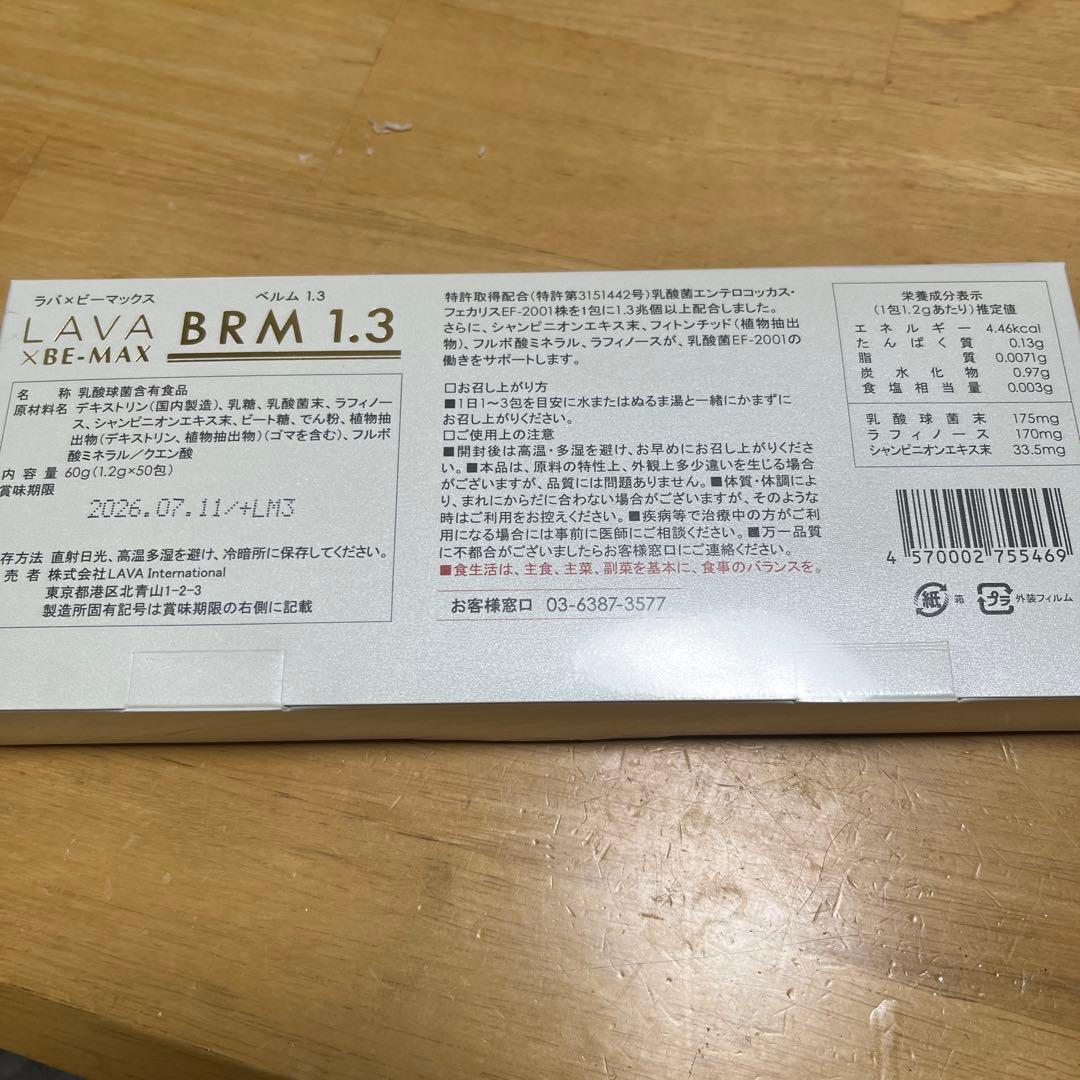 ラバ×ビーマックス
ベルム 1.3
LAVA
×BE-MAX
BRM 1.3
名 称 乳酸球菌含有食品
原材料名 デキストリン(国内製造)、乳糖、乳酸菌末、ラフィノー
ス、シャンピニオンエキス末、ビート糖、でん粉、植物抽
出物(デキストリン、植物抽出物)(ゴマを含む)、フルボ
酸ミネラル/クエン酸
内 容 量 60g(1.2g×50包)
賞味期限
2026.07.11/+LM3
存方法 直射日光、高温多湿を避け、冷暗所に保存してください。
売 者 株式会社LAVA International
東京都港区北青山1-2-3
製造所固有記号は賞味期限の右側に記載
特許取得配合(特許第3151442号)乳酸菌エンテロコッカス・
フェカリスEF-2001株を1包に1.3兆個以上配合しました。
さらに、シャンピニオンエキス末、フィトンチッド(植物抽出
物)、フルボ酸ミネラル、ラフィノースが、乳酸菌EF-2001の
働きをサポートします。
□お召し上がり方
■1日1~3包を目安に水またはぬるま湯と一緒にかまずに
お召し上がりください。
□ご使用上の注意
■開封後は高温・多湿を避け、お早めにお召し上がりくださ
い。■本品は、原料の特性上、外観上多少違いを生じる場合
がございますが、品質には問題ありません。■体質・体調によ
り、まれにからだに合わない場合がございますが、そのような
時はご利用をお控えください。■疾病等で治療中の方がご利
用になる場合には事前に医師にご相談ください。■万一品質
に不都合がございましたらお客様窓口にご連絡ください。
■食生活は、主食、主菜、副菜を基本に、食事のバランスを。
お客様窓口 03-6387-3577
栄養成分表示
(1包1.2gあたり)推定値
エネルギー 4.46kcal
たんぱく質 0.13g
脂質 0.0071g
炭水化物 0.97g
食塩相当量 0.003g
乳酸球菌末 175mg
ラフィノース 170mg
シャンピニオンエキス末 33.5mg
4 570002 755469
紙 箱 プラ 外装フィルム